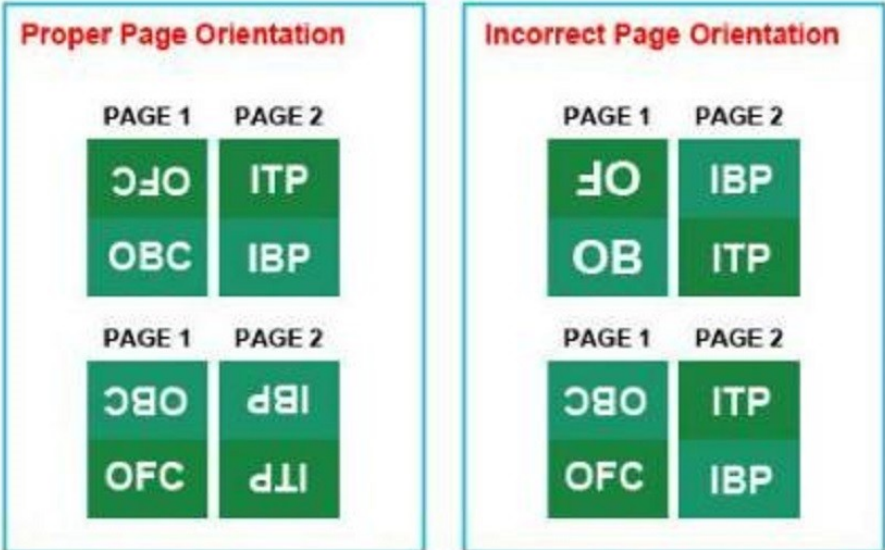 Proper Page Orientation
PAGE 1 PAGE 2
OFC ITP
OBC IBP
PAGE 1 PAGE 2
OBC IBP
OFC ITP
Incorrect Page Orientation
PAGE 1 PAGE 2
OF IBP
OB ITP
PAGE 1 PAGE 2
OBC ITP
OFC IBP